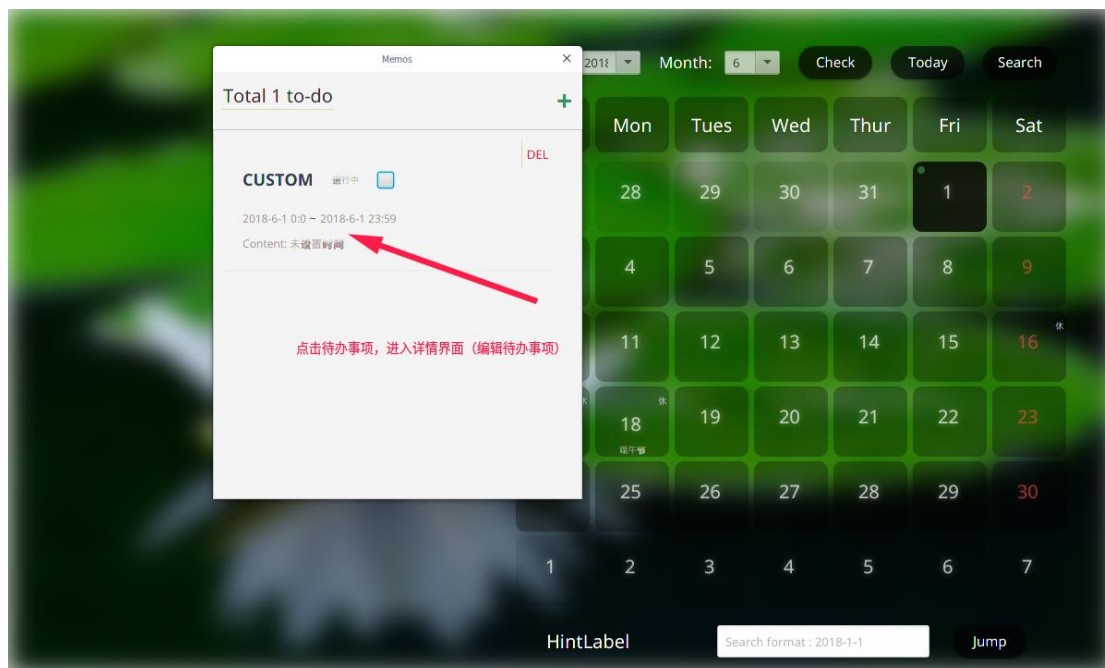 Memos ×
Total 1 to-do +
DEL
CUSTOM 进行中
2018-6-1 0:0 ~ 2018-6-1 23:59
Content: 未设置时间
点击待办事项，进入详情界面（编辑待办事项）
2018 Month: 6 Check Today Search
Mon Tues Wed Thur Fri Sat
28 29 30 31 1 2
4 5 6 7 8 9
休
11 12 13 14 15 16
休 休
18 19 20 21 22 23
端午节
25 26 27 28 29 30
1 2 3 4 5 6 7
HintLabel Search format : 2018-1-1 Jump